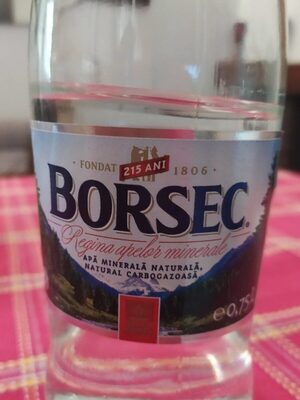 FONDAT 215 ANI 1806
BORSEC®
Regina apelor minerale
APĂ MINERALĂ NATURALĂ,
NATURAL CARBOGAZOASĂ
℮0,75 L